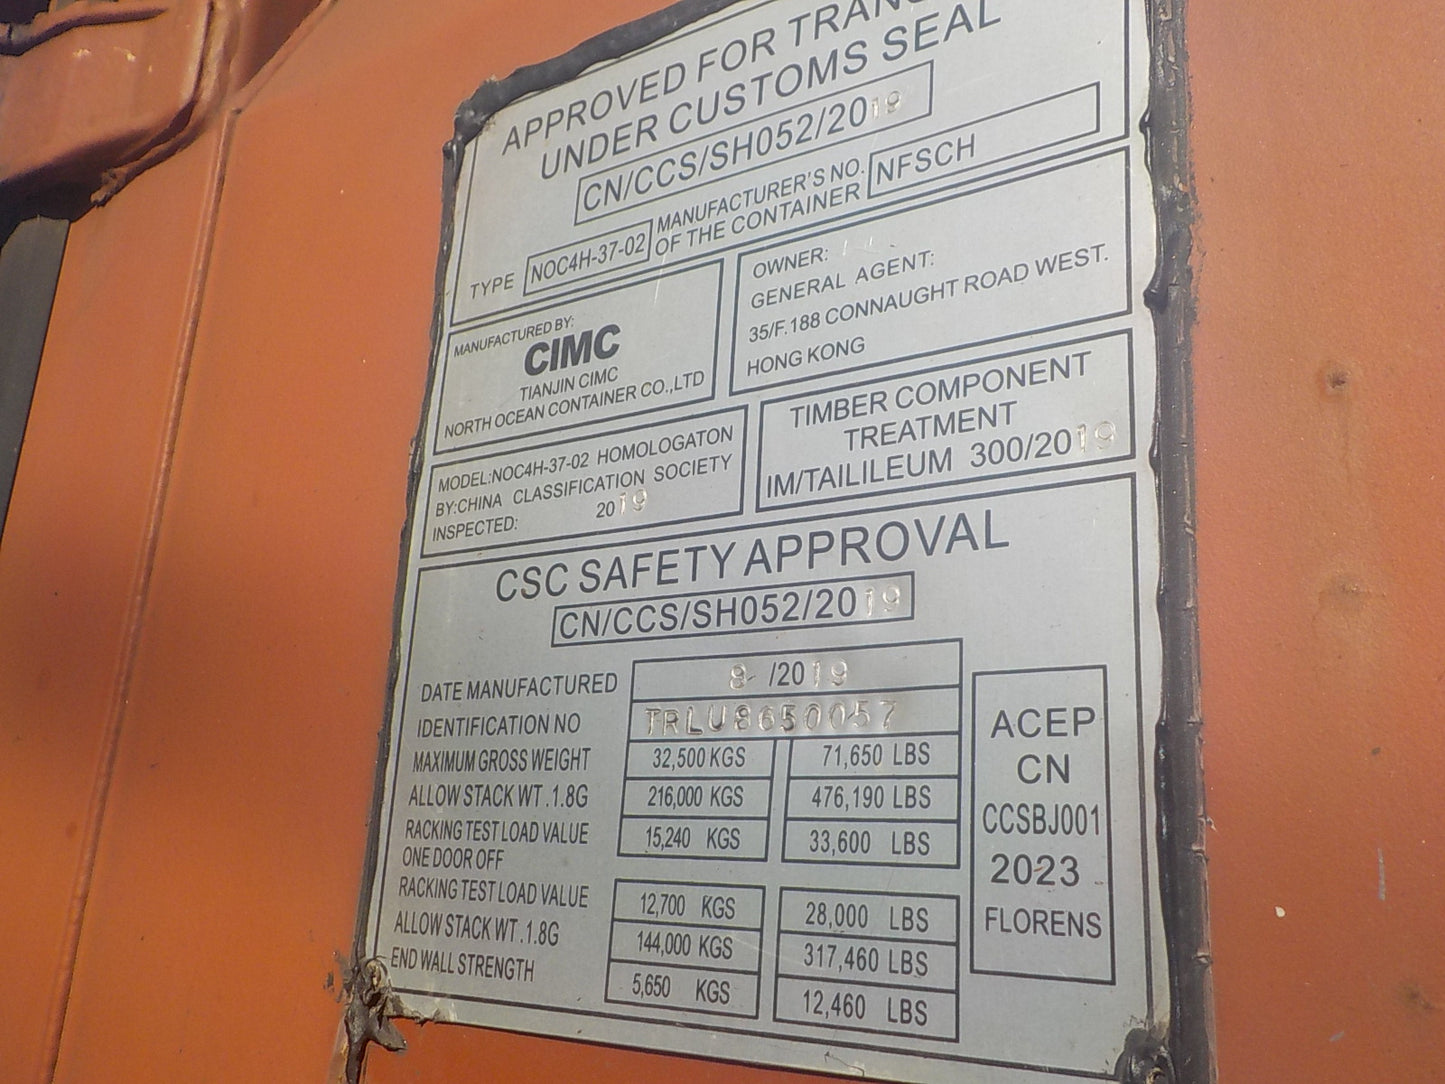 APPROVED FOR
UNDER CUSTOMS SEAL
CN/CCS/SH052/2019
TYPE NOC4H-37-02 MANUFACTURER'S NO.
OF THE CONTAINER NFSCH
MANUFACTURED BY:
CIMC
TIANJIN CIMC
NORTH OCEAN CONTAINER CO.,LTD
OWNER:
GENERAL AGENT:
35/F.188 CONNAUGHT ROAD WEST.
HONG KONG
MODEL:NOC4H-37-02 HOMOLOGATON
BY:CHINA CLASSIFICATION SOCIETY
INSPECTED: 2019
TIMBER COMPONENT
TREATMENT
IM/TAILILEUM 300/2019
CSC SAFETY APPROVAL
CN/CCS/SH052/2019
DATE MANUFACTURED 8 /2019
IDENTIFICATION NO TRLU8650057
MAXIMUM GROSS WEIGHT 32,500 KGS 71,650 LBS
ALLOW STACK WT .1.8G 216,000 KGS 476,190 LBS
RACKING TEST LOAD VALUE 15,240 KGS 33,600 LBS
ONE DOOR OFF
RACKING TEST LOAD VALUE 12,700 KGS 28,000 LBS
ALLOW STACK WT .1.8G 144,000 KGS 317,460 LBS
END WALL STRENGTH 5,650 KGS 12,460 LBS
ACEP
CN
CCSBJ001
2023
FLORENS